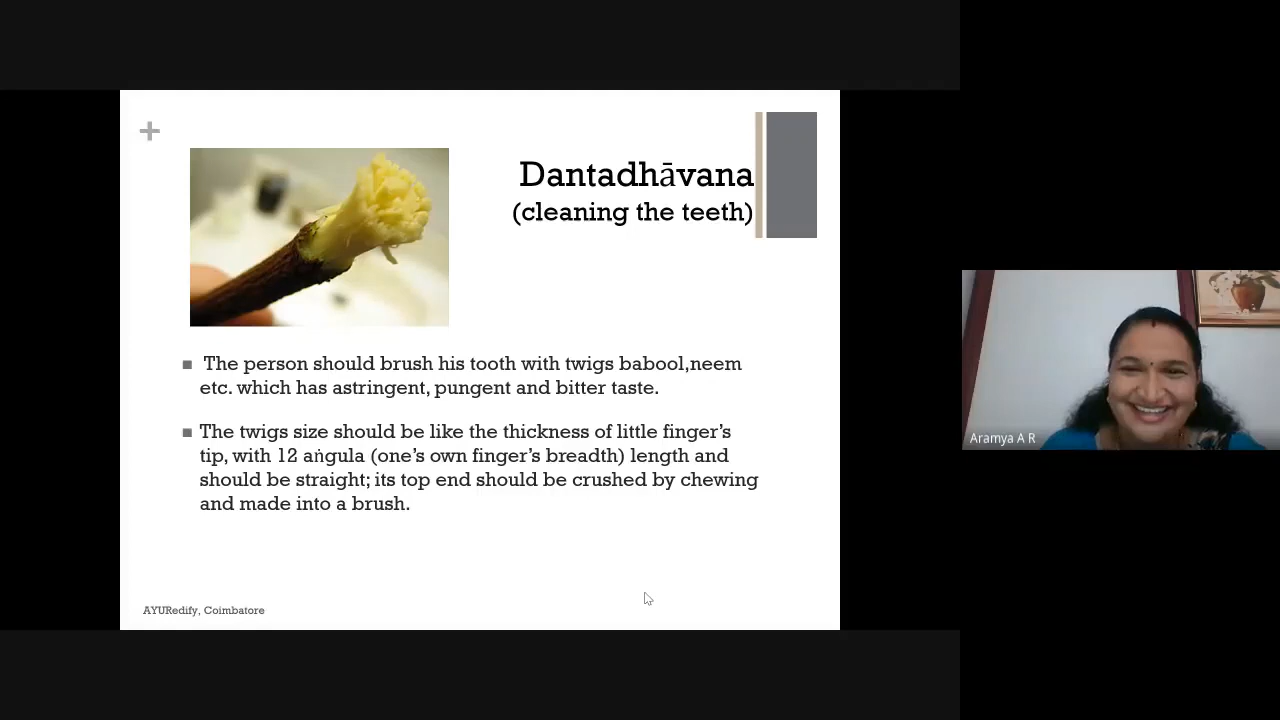 Dantadhāvana
(cleaning the teeth)
The person should brush his tooth with twigs babool,neem
etc. which has astringent, pungent and bitter taste.
The twigs size should be like the thickness of little finger's
tip, with 12 aṅgula (one's own finger's breadth) length and
should be straight; its top end should be crushed by chewing
and made into a brush.
AYURedify, Coimbatore
Aramya A R